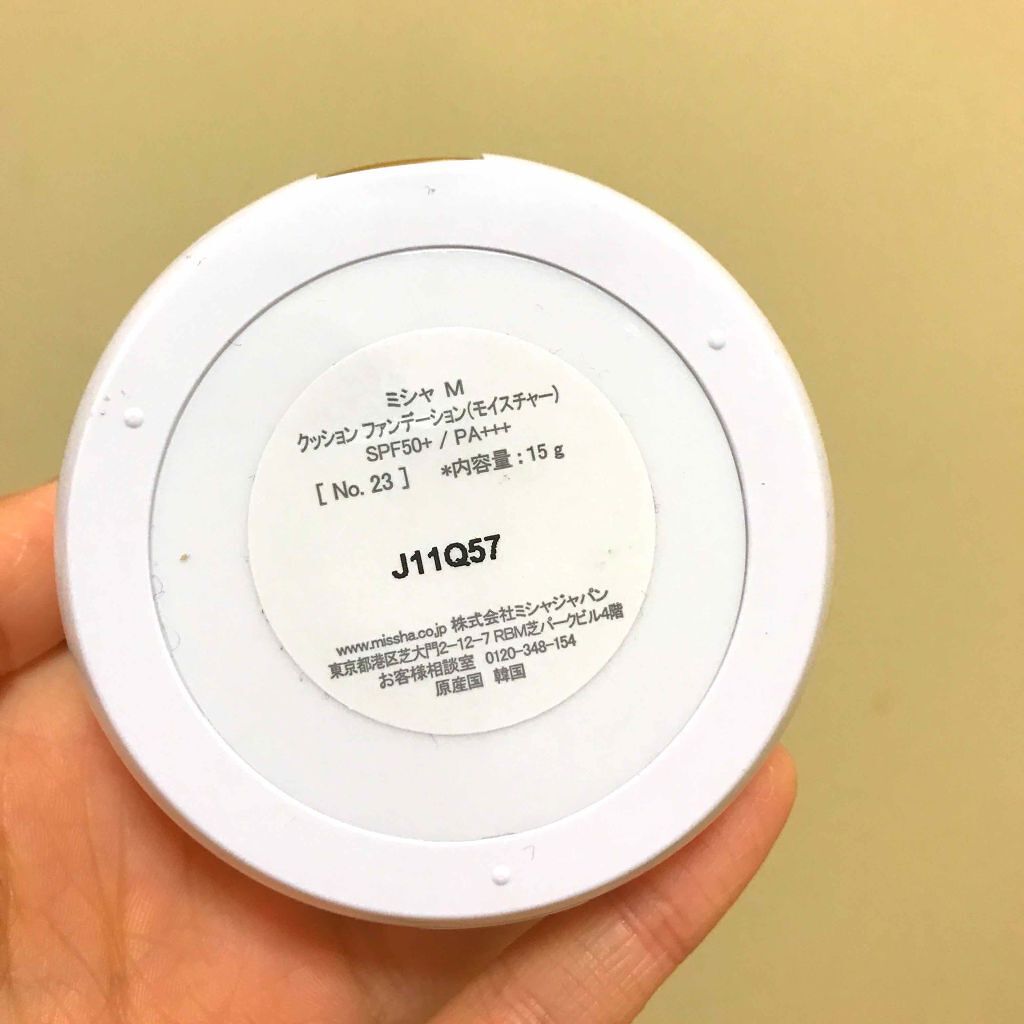 ミシャ M
クッション ファンデーション(モイスチャー)
SPF50+ / PA+++
[ No. 23 ] *内容量 : 15 g
J11Q57
www.missha.co.jp 株式会社ミシャジャパン
東京都港区芝大門2-12-7 RBM芝パークビル4階
お客様相談室 0120-348-154
原産国 韓国